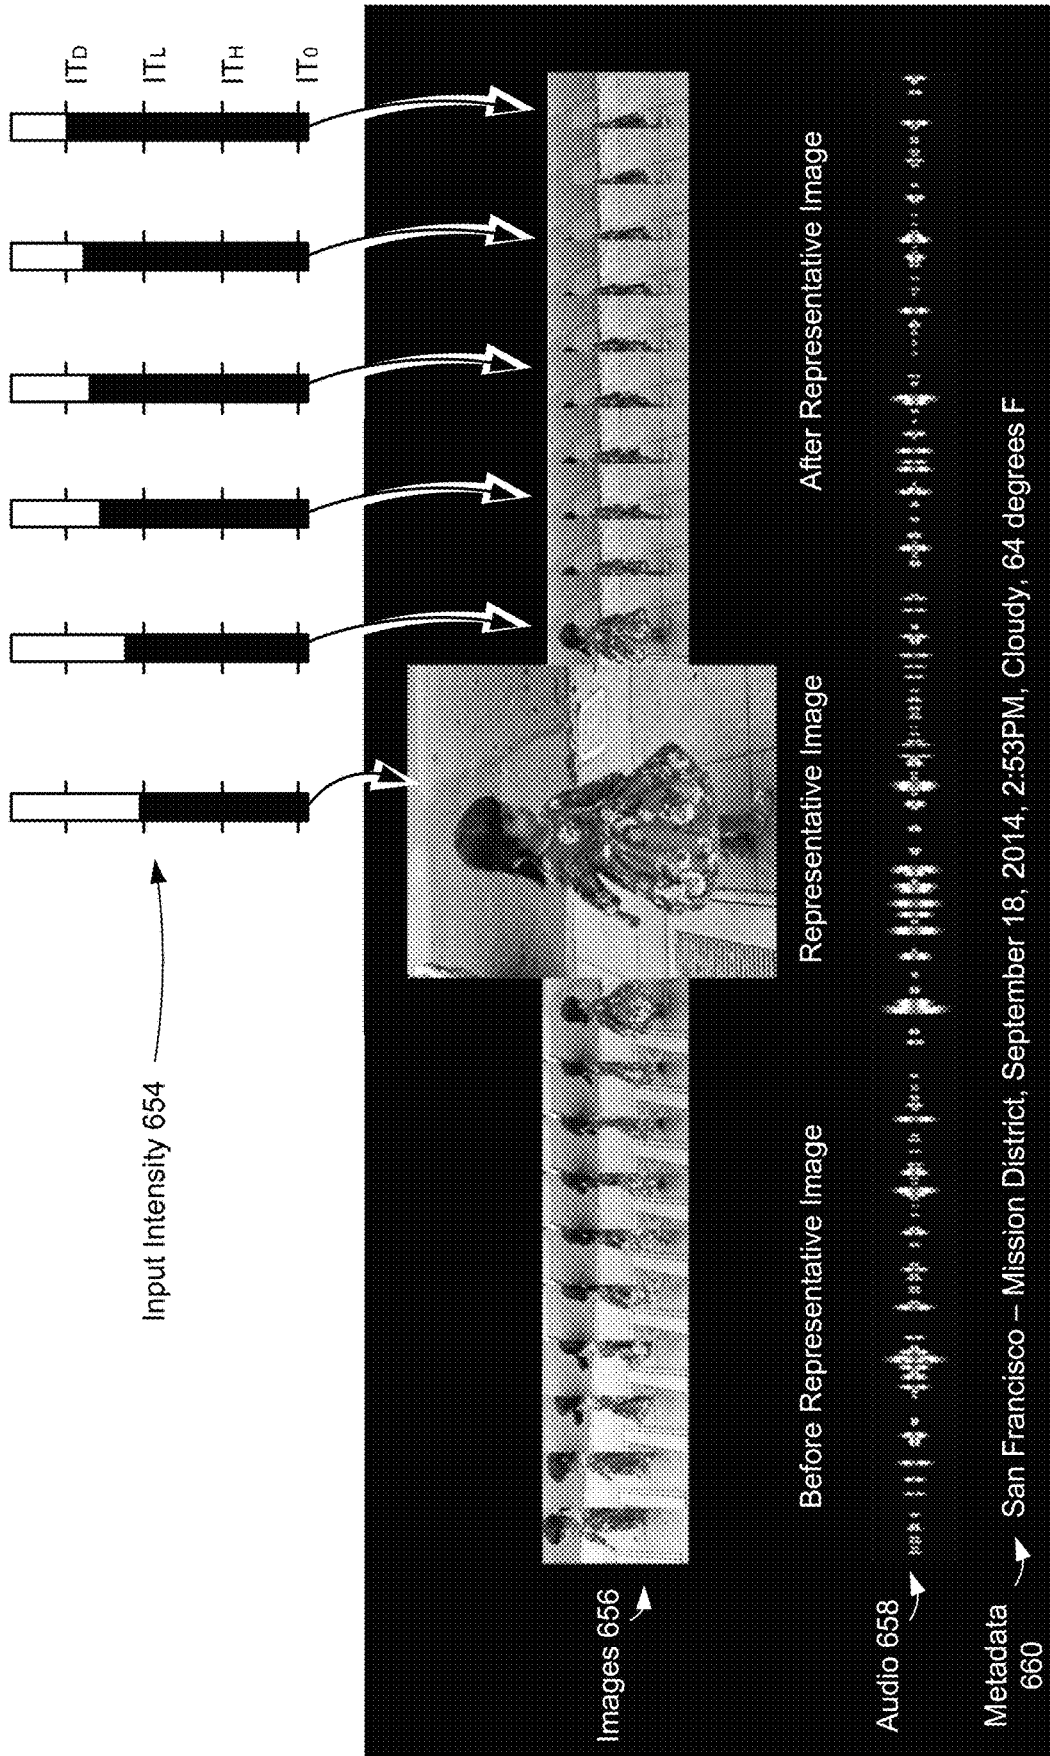 Input Intensity 654
ITD
ITL
ITH
IT0
Images 656
Before Representative Image
Representative Image
After Representative Image
Audio 658
Metadata
660
San Francisco – Mission District, September 18, 2014, 2:53PM, Cloudy, 64 degrees F